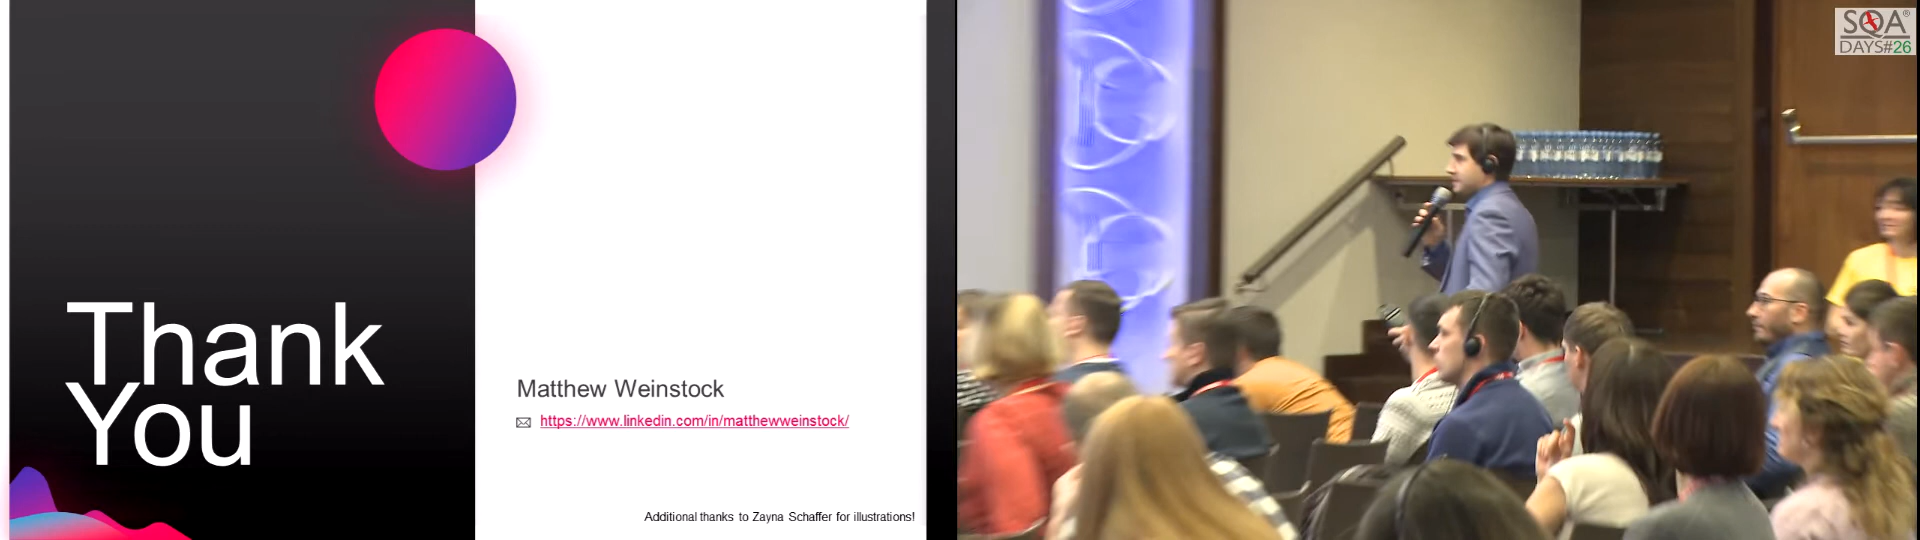 Thank
You
Matthew Weinstock
https://www.linkedin.com/in/matthewweinstock/
Additional thanks to Zayna Schaffer for illustrations!
SQA®
DAYS#26